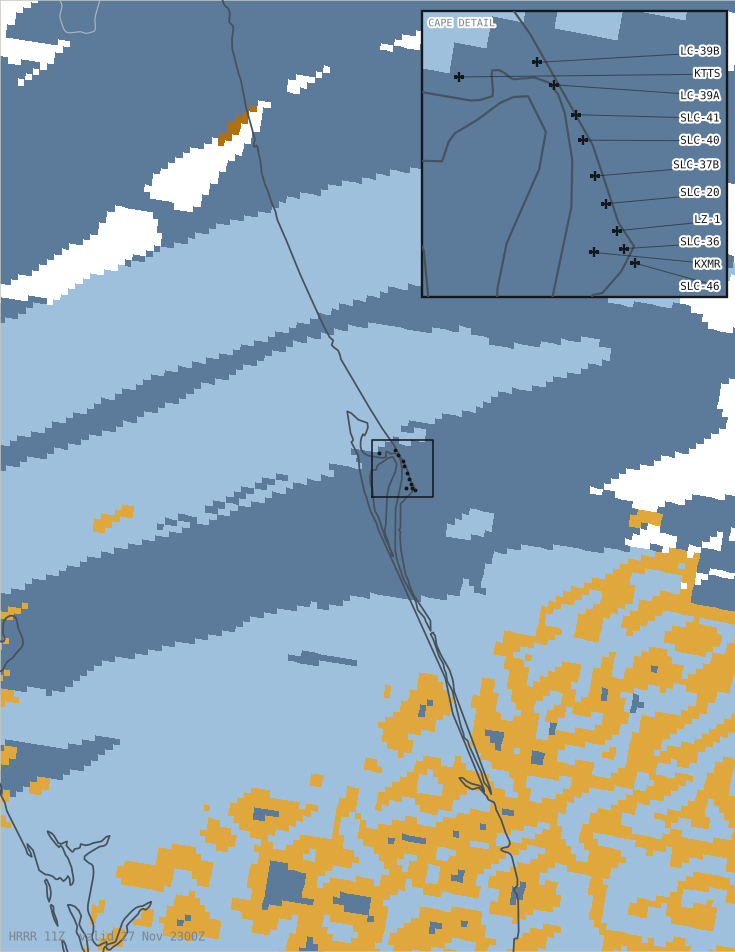 CAPE DETAIL
LC-39B
KTTS
LC-39A
SLC-41
SLC-40
SLC-37B
SLC-20
LZ-1
SLC-36
KXMR
SLC-46
HRRR 11Z valid 27 Nov 2300Z